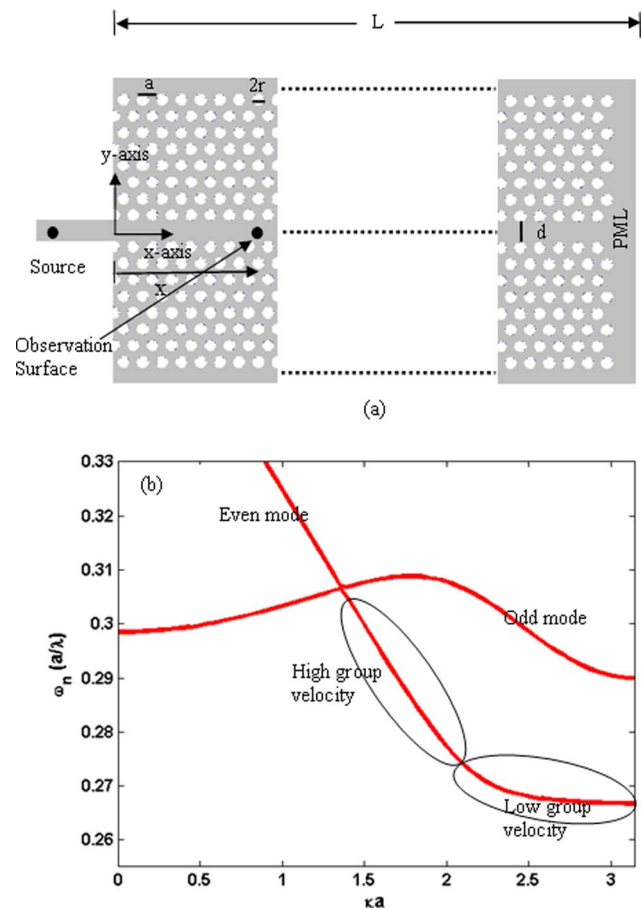 L
a
2r
y-axis
PML
d
Source
x-axis
x
Observation
Surface
(a)
(b)
0.33
0.32
0.31
0.3
0.29
0.28
0.27
0.26
ωn (a/λ)
Even mode
Odd mode
High group
velocity
Low group
velocity
0
0.5
1
1.5
2
2.5
3
κa